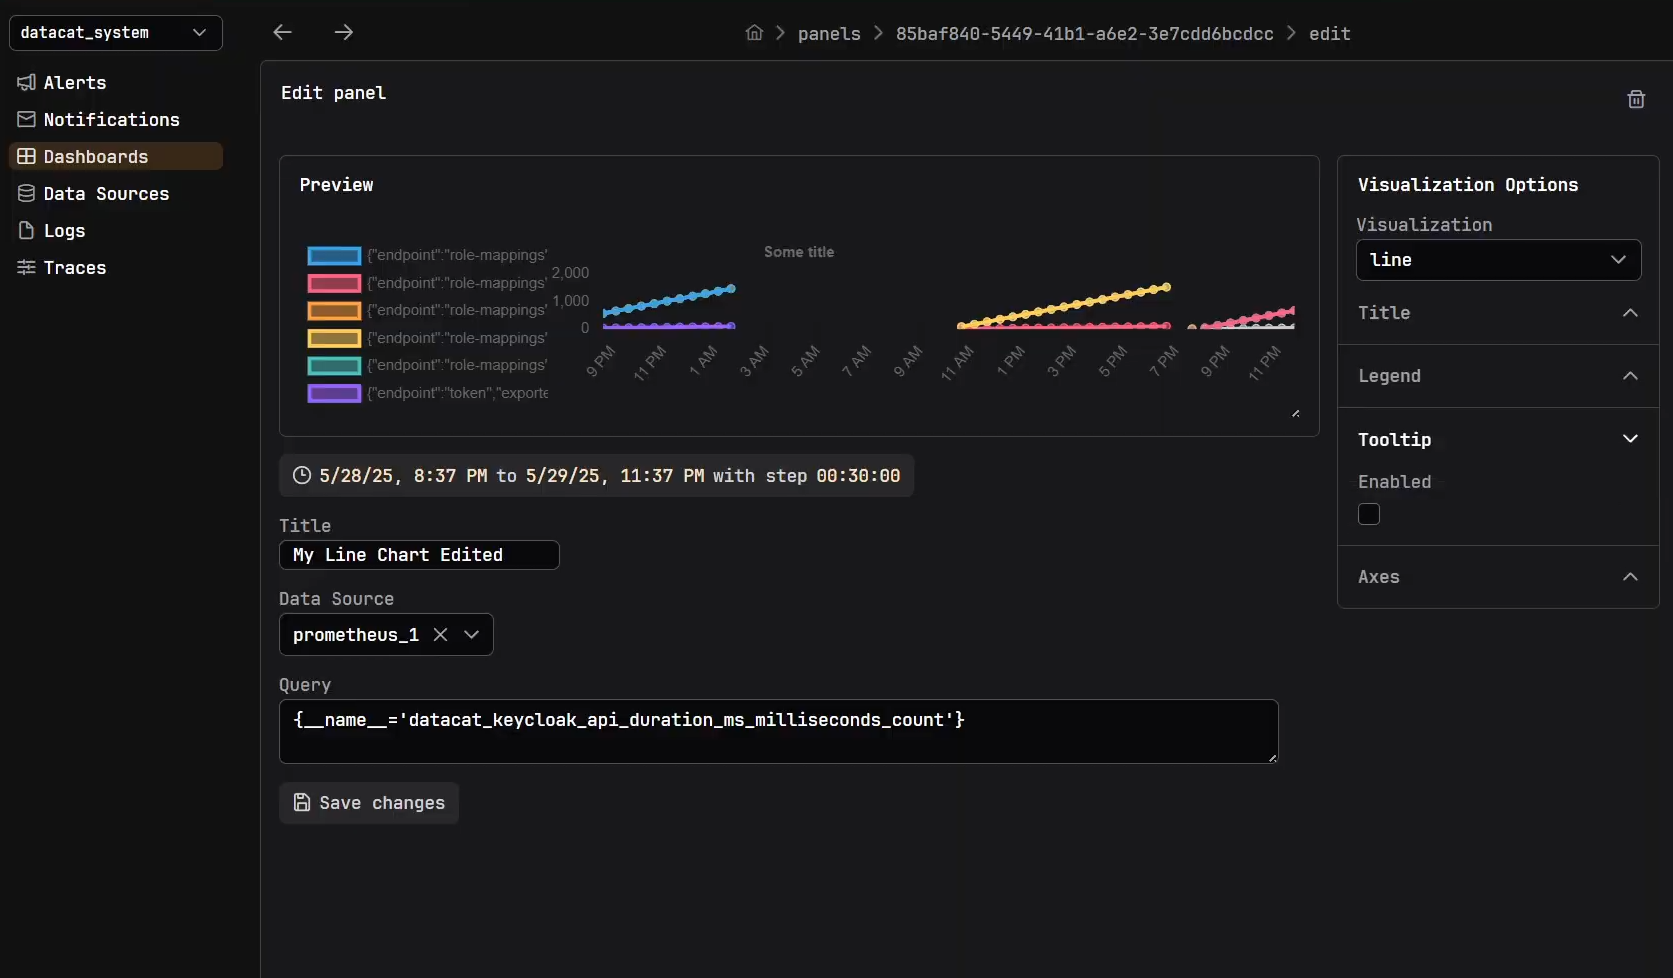 datacat_system
panels > 85baf840-5449-41b1-a6e2-3e7cdd6bcdcc > edit
Alerts
Notifications
Dashboards
Data Sources
Logs
Traces
Edit panel
Preview
Some title
{"endpoint":"role-mappings"
{"endpoint":"role-mappings"
{"endpoint":"role-mappings"
{"endpoint":"role-mappings"
{"endpoint":"role-mappings"
{"endpoint":"token","exporte
2,000
1,000
0
9 PM
11 PM
1 AM
3 AM
5 AM
7 AM
9 AM
11 AM
1 PM
3 PM
5 PM
7 PM
9 PM
11 PM
5/28/25, 8:37 PM to 5/29/25, 11:37 PM with step 00:30:00
Title
My Line Chart Edited
Data Source
prometheus_1
Query
{__name__='datacat_keycloak_api_duration_ms_milliseconds_count'}
Save changes
Visualization Options
Visualization
line
Title
Legend
Tooltip
Enabled
Axes